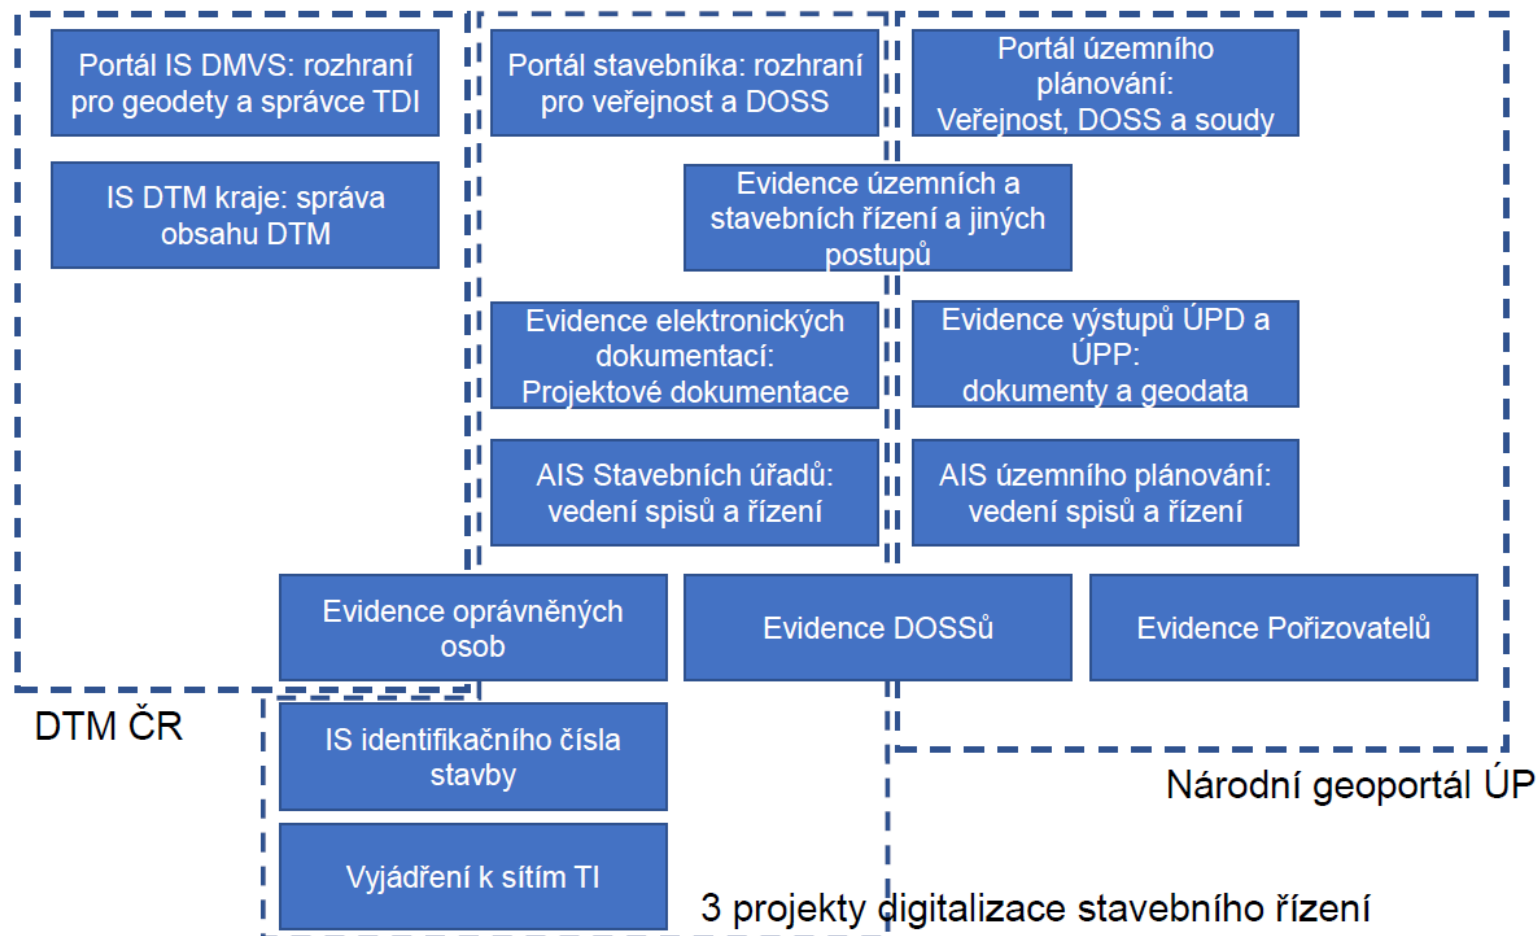 Portál IS DMVS: rozhraní
pro geodety a správce TDI
Portál stavebníka: rozhraní
pro veřejnost a DOSS
Portál územního
plánování:
Veřejnost, DOSS a soudy
IS DTM kraje: správa
obsahu DTM
Evidence územních a
stavebních řízení a jiných
postupů
Evidence elektronických
dokumentací:
Projektové dokumentace
Evidence výstupů ÚPD a
ÚPP:
dokumenty a geodata
AIS Stavebních úřadů:
vedení spisů a řízení
AIS územního plánování:
vedení spisů a řízení
Evidence oprávněných
osob
Evidence DOSSů
Evidence Pořizovatelů
DTM ČR
IS identifikačního čísla
stavby
Národní geoportál ÚP
Vyjádření k sítím TI
3 projekty digitalizace stavebního řízení